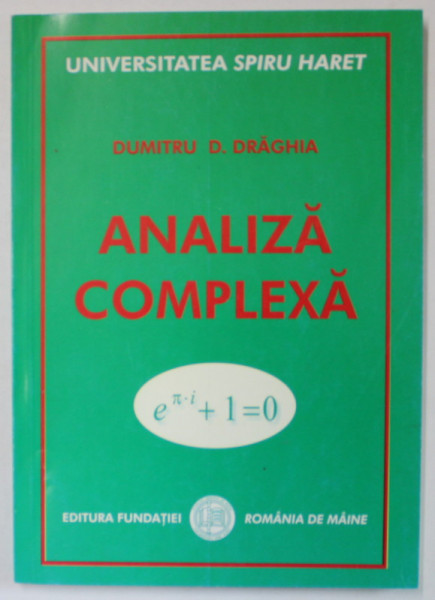 UNIVERSITATEA SPIRU HARET
DUMITRU D. DRĂGHIA
ANALIZĂ
COMPLEXĂ
e^π·i + 1=0
EDITURA FUNDAȚIEI ROMÂNIA DE MÂINE